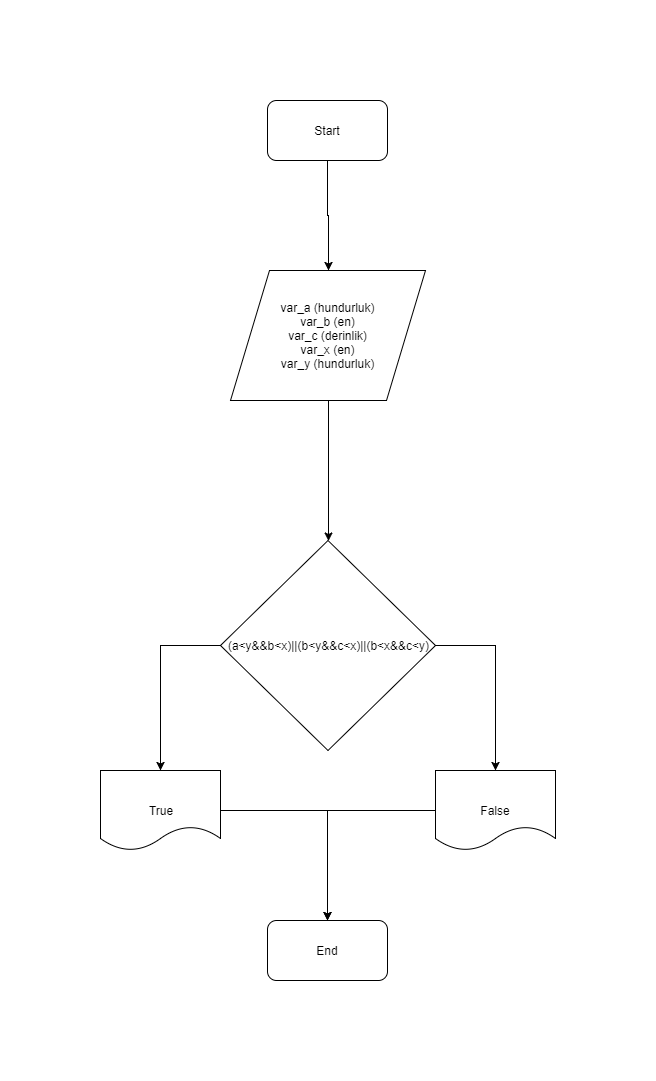 Start
var_a (hundurluk)
var_b (en)
var_c (derinlik)
var_x (en)
var_y (hundurluk)
(a<y&&b<x)||(b<y&&c<x)||(b<x&&c<y)
True
False
End